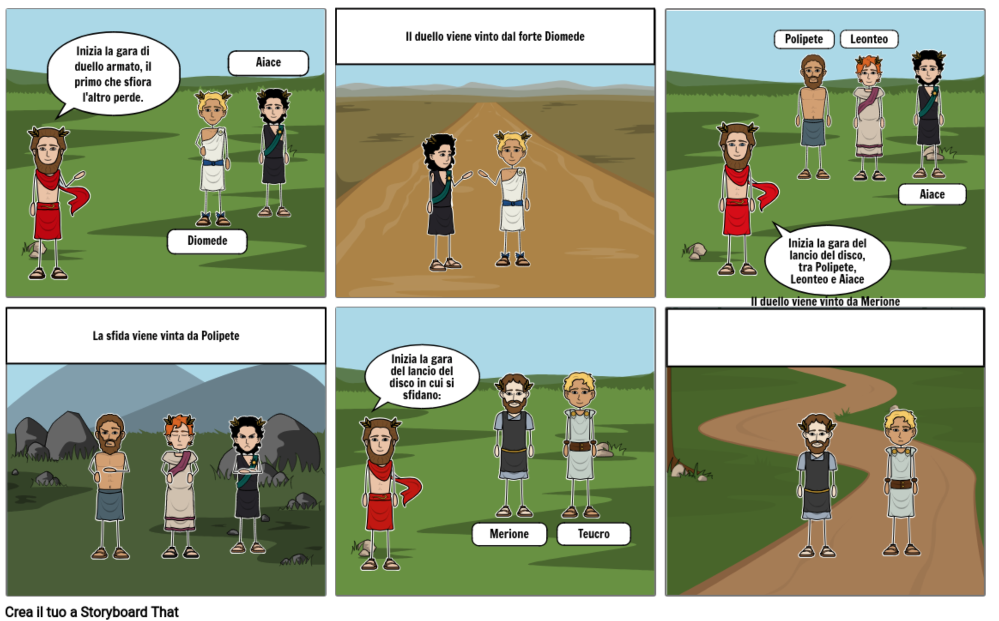 Inizia la gara di
duello armato, il
primo che sfiora
l'altro perde.
Aiace
Diomede
Il duello viene vinto dal forte Diomede
Polipete
Leonteo
Aiace
Inizia la gara del
lancio del disco,
tra Polipete,
Leonteo e Aiace
La sfida viene vinta da Polipete
Inizia la gara
del lancio del
disco in cui si
sfidano:
Merione
Teucro
Il duello viene vinto da Merione
Crea il tuo a Storyboard That